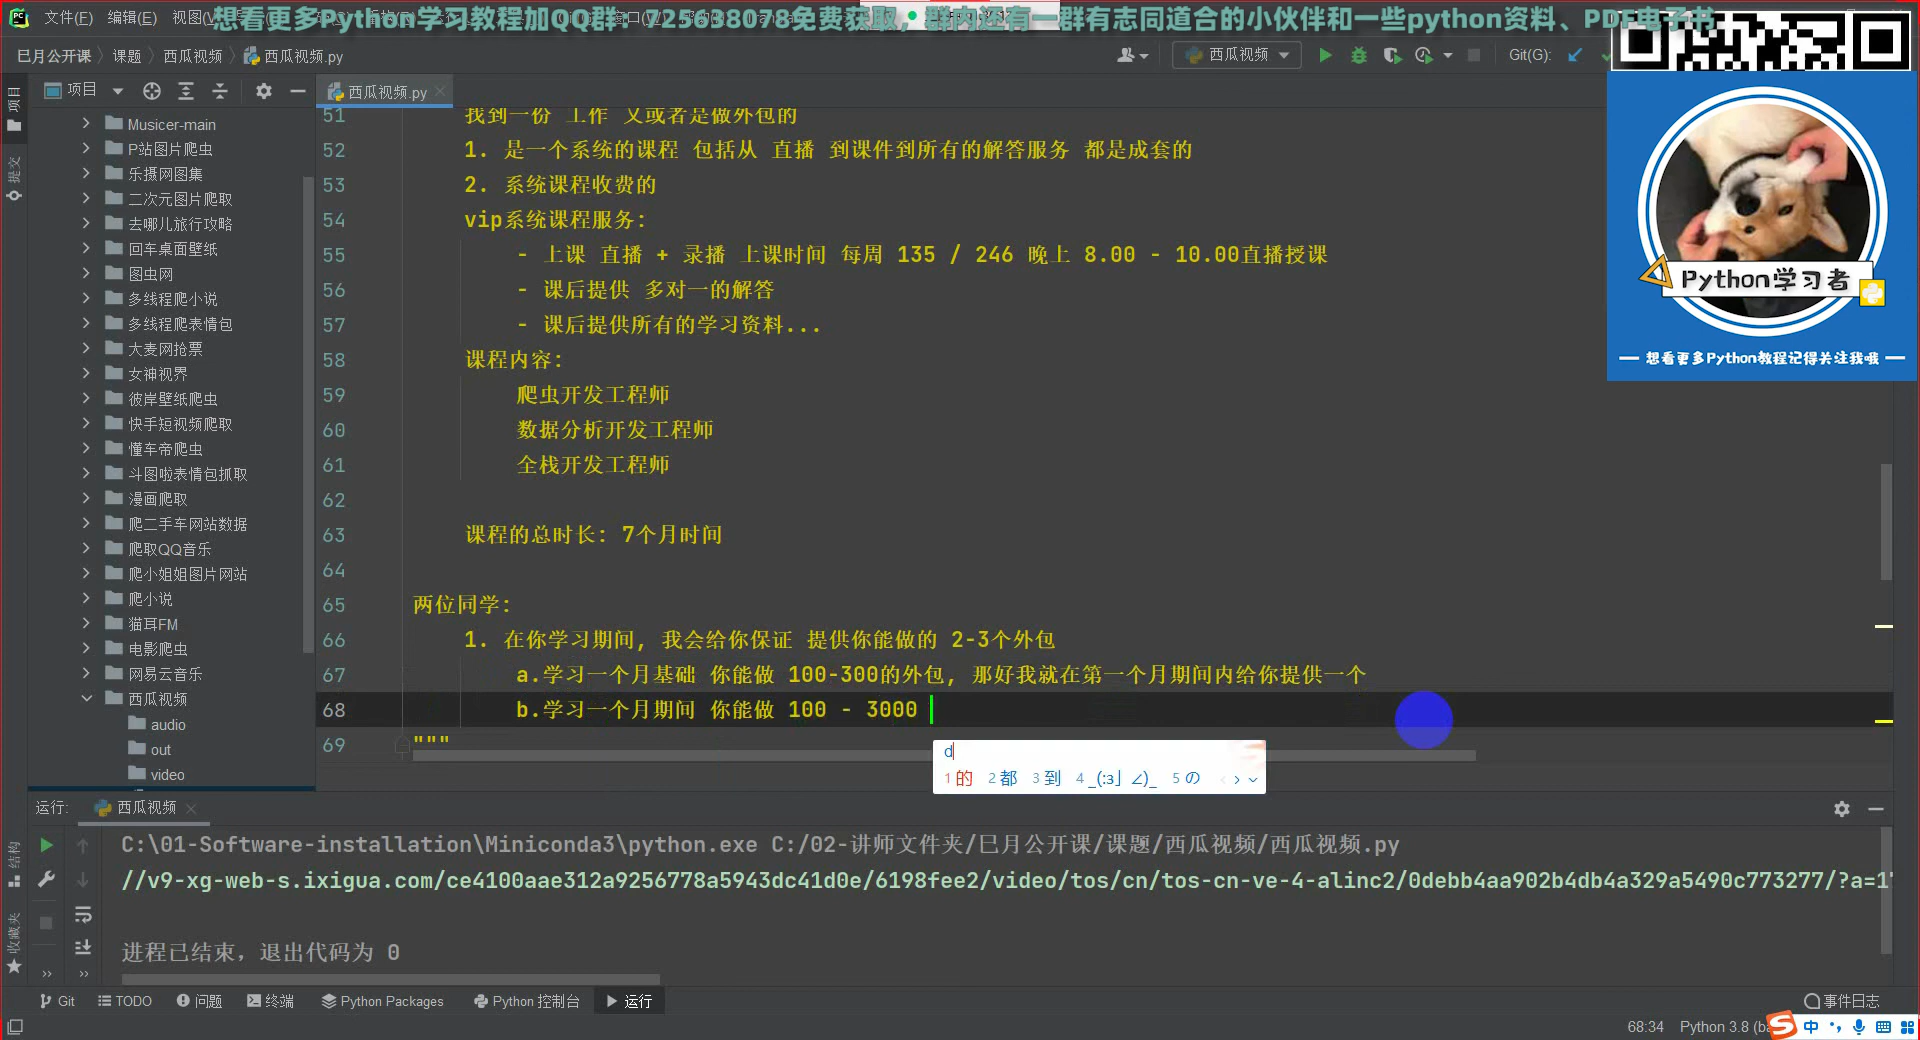 想看更多Python学习教程加QQ群：725638078免费获取，群内还有一群有志同道合的小伙伴和一些python资料、PDF电子书
文件(F) 编辑(E) 视图(V)
巳月公开课 课题 西瓜视频 西瓜视频.py
西瓜视频 Git(G):
项目
西瓜视频.py
项目
提交
Musicer-main
P站图片爬虫
乐摄网图集
二次元图片爬取
去哪儿旅行攻略
回车桌面壁纸
图虫网
多线程爬小说
多线程爬表情包
大麦网抢票
女神视界
彼岸壁纸爬虫
快手短视频爬取
懂车帝爬虫
斗图啦表情包抓取
漫画爬取
爬二手车网站数据
爬取QQ音乐
爬小姐姐图片网站
爬小说
猫耳FM
电影爬虫
网易云音乐
西瓜视频
audio
out
video
51 找到一份 工作 又或者是做外包的
52 1. 是一个系统的课程 包括从 直播 到课件到所有的解答服务 都是成套的
53 2. 系统课程收费的
54 vip系统课程服务:
55 - 上课 直播 + 录播 上课时间 每周 135 / 246 晚上 8.00 - 10.00直播授课
56 - 课后提供 多对一的解答
57 - 课后提供所有的学习资料...
58 课程内容:
59 爬虫开发工程师
60 数据分析开发工程师
61 全栈开发工程师
62
63 课程的总时长: 7个月时间
64
65 两位同学:
66 1. 在你学习期间, 我会给你保证 提供你能做的 2-3个外包
67 a.学习一个月基础 你能做 100-300的外包, 那好我就在第一个月期间内给你提供一个
68 b.学习一个月期间 你能做 100 - 3000
69 """
d
1 的 2 都 3 到 4 _(:з」∠)_ 5 の
Python学习者
— 想看更多Python教程记得关注我哦 —
运行: 西瓜视频
结构
收藏夹
C:\01-Software-installation\Miniconda3\python.exe C:/02-讲师文件夹/巳月公开课/课题/西瓜视频/西瓜视频.py
//v9-xg-web-s.ixigua.com/ce4100aae312a9256778a5943dc41d0e/6198fee2/video/tos/cn/tos-cn-ve-4-alinc2/0debb4aa902b4db4a329a5490c773277/?a=1
进程已结束，退出代码为 0
Git TODO 问题 终端 Python Packages Python 控制台 运行 事件日志
68:34 Python 3.8 (ba 中